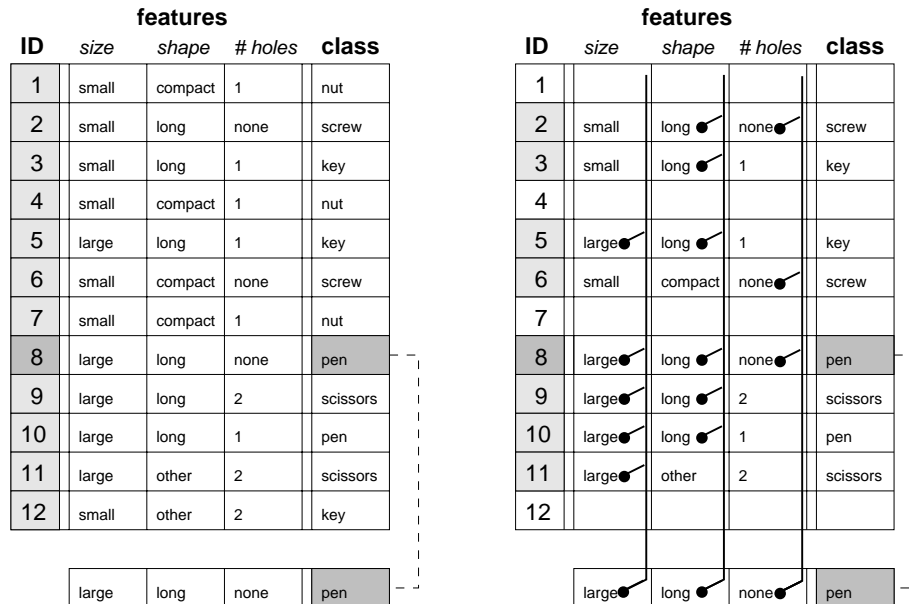 features features
ID size shape # holes class ID size shape # holes class
1 small compact 1 nut 1
2 small long none screw 2 small long none screw
3 small long 1 key 3 small long 1 key
4 small compact 1 nut 4
5 large long 1 key 5 large long 1 key
6 small compact none screw 6 small compact none screw
7 small compact 1 nut 7
8 large long none pen 8 large long none pen
9 large long 2 scissors 9 large long 2 scissors
10 large long 1 pen 10 large long 1 pen
11 large other 2 scissors 11 large other 2 scissors
12 small other 2 key 12
large long none pen large long none pen